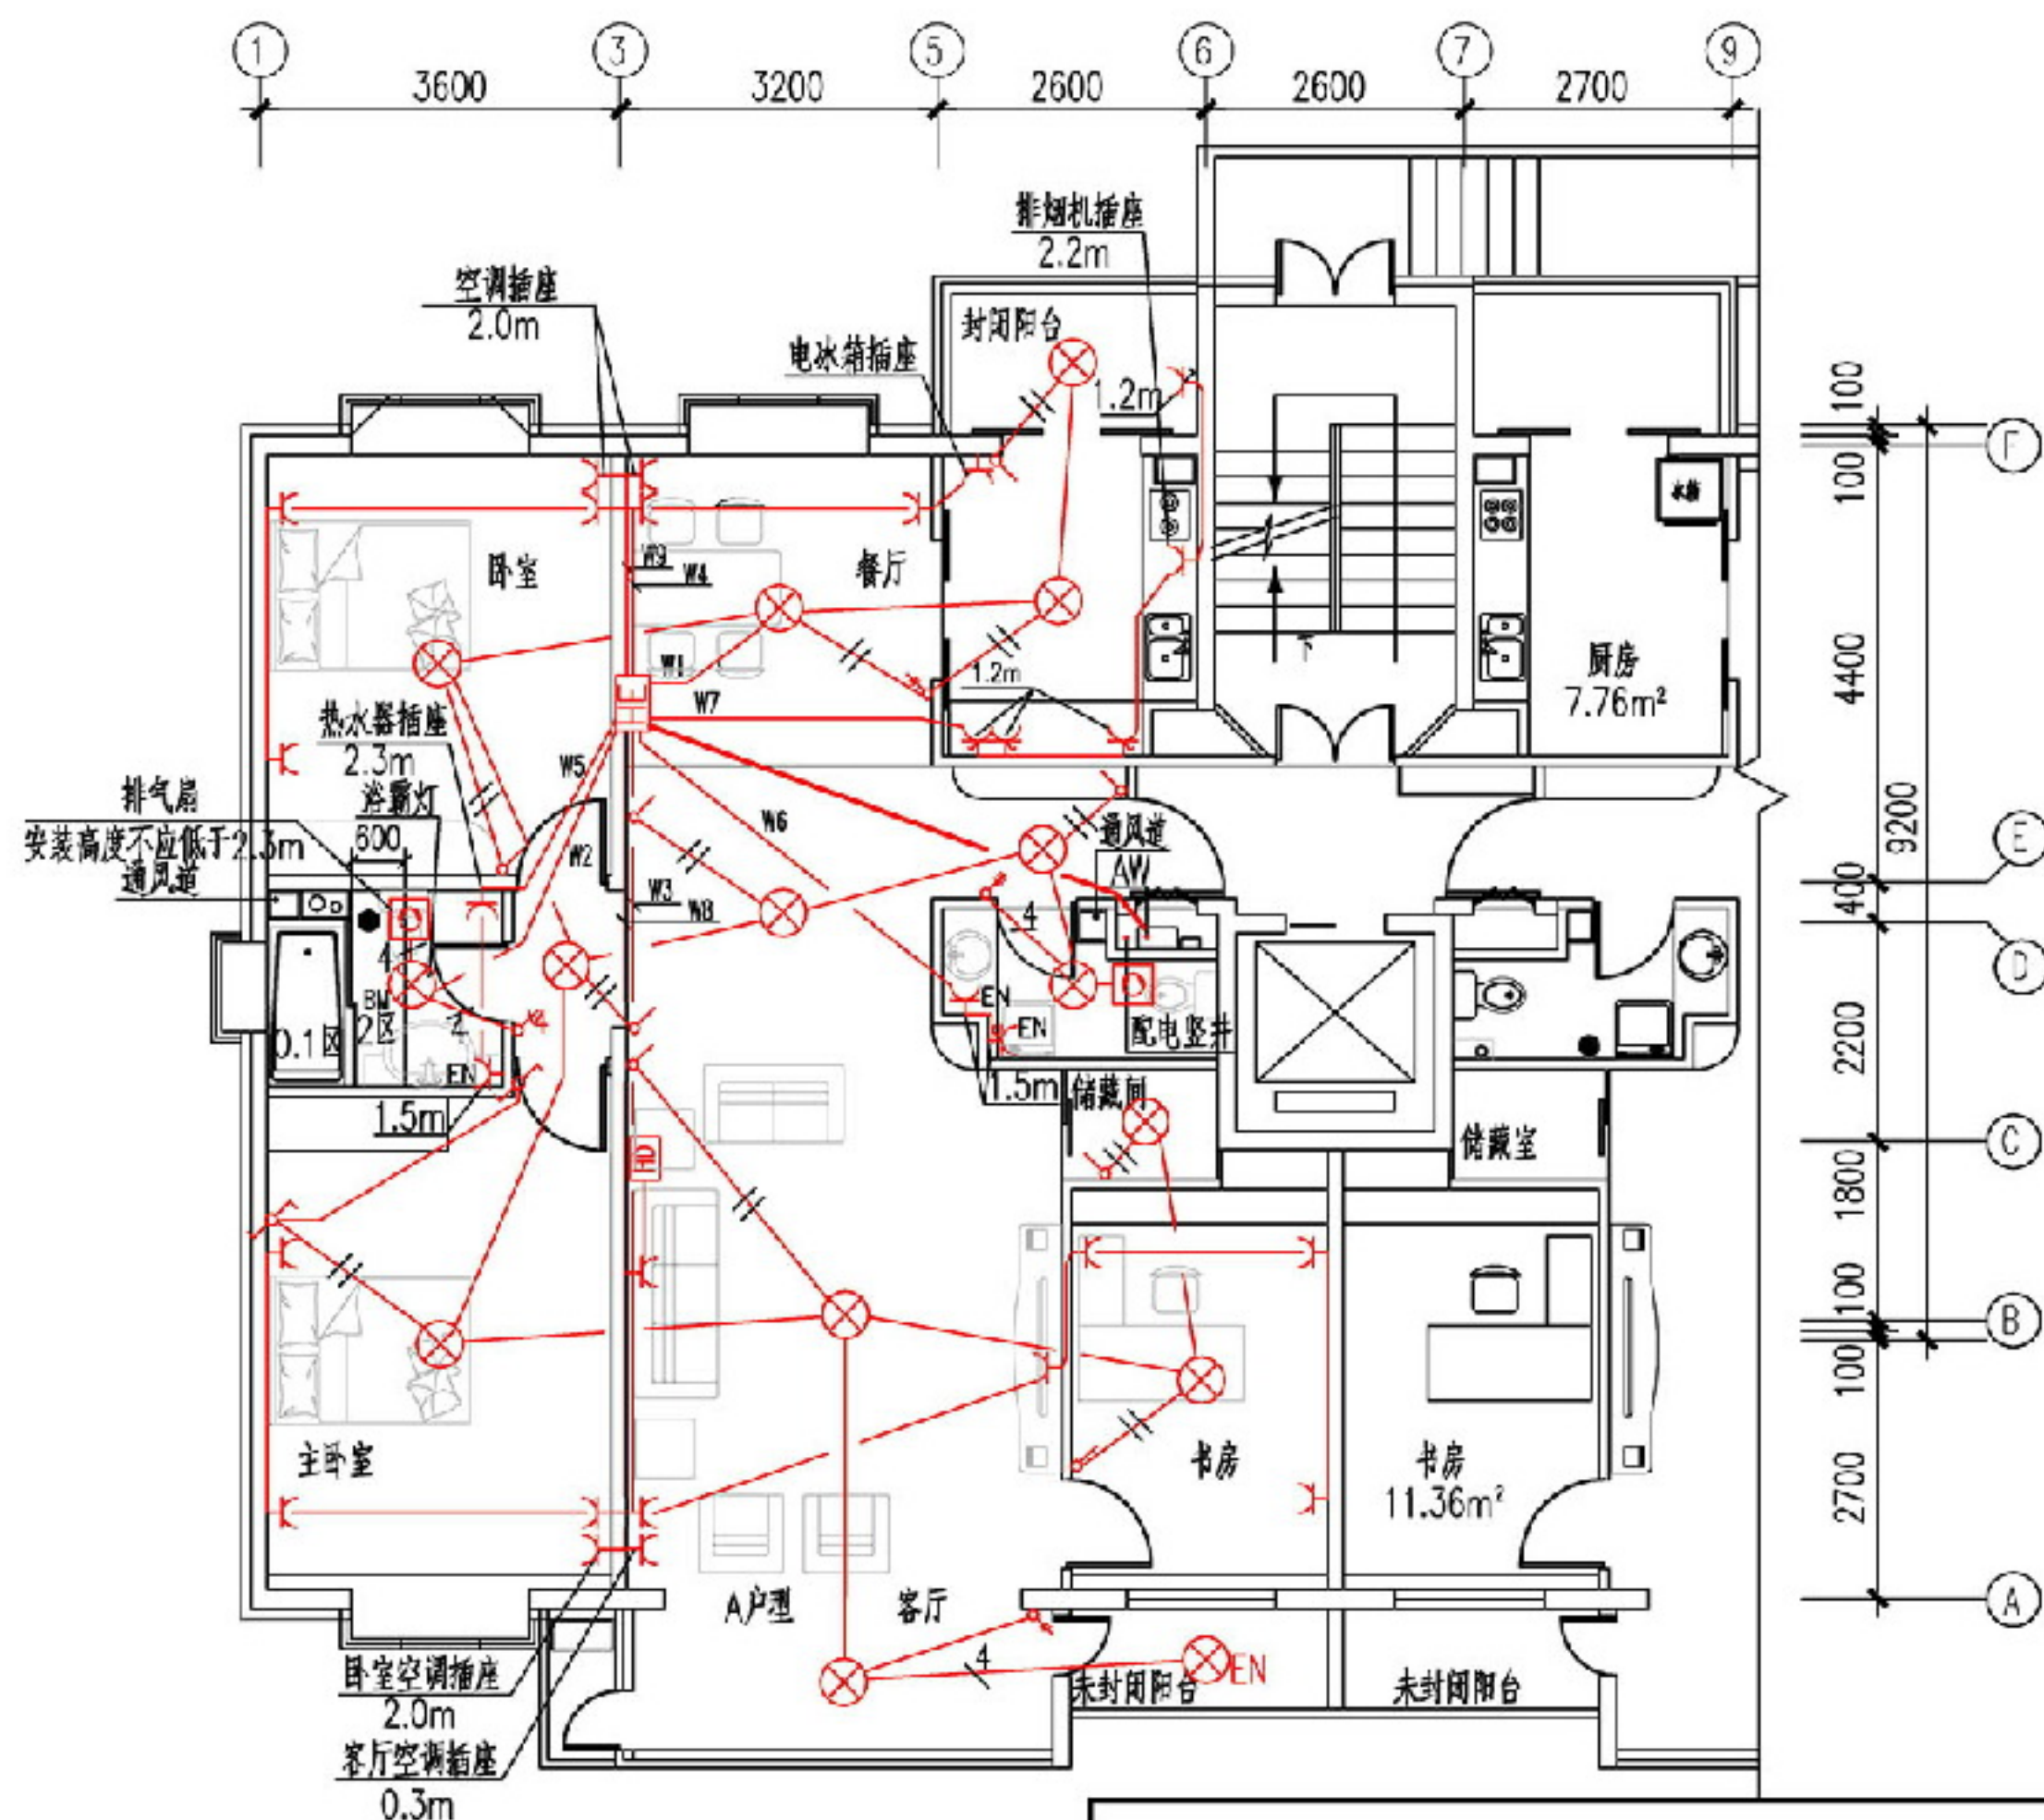 1 3 5 6 7 9
3600 3200 2600 2600 2700
排烟机插座
2.2m
空调插座
2.0m
封闭阳台
电冰箱插座
1.2m
100
F
100
冰箱
W9
W4
卧室
餐厅
下
厨房
7.76m²
4400
W1
1.2m
W7
热水器插座
2.3m
W5
排气扇
浴霸灯
安装高度不应低于2.3m
600
通风道
W6
W2
通风道
AW
9200
E
400
W3
W8
4
D
4
EN
2区
0.1区
4
EN
配电竖井
2200
EN
1.5m
1.5m
储藏间
储藏室
C
HD
1800
100
B
100
主卧室
书房
书房
11.36m²
2700
A户型
客厅
A
4
EN
未封闭阳台
未封闭阳台
卧室空调插座
2.0m
客厅空调插座
0.3m